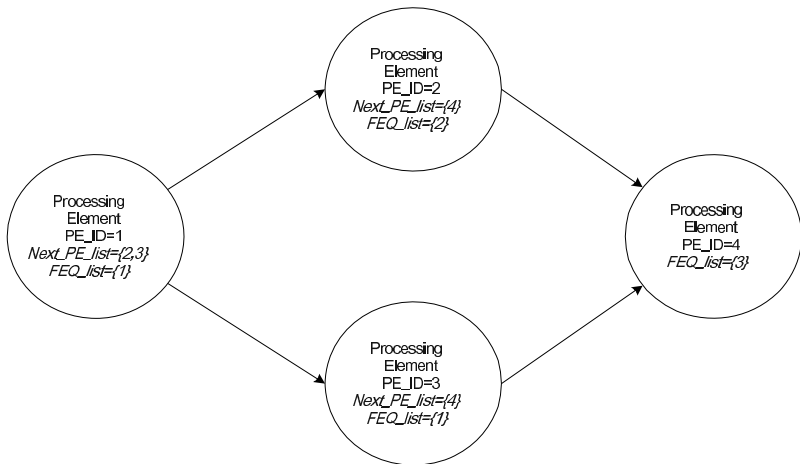 Processing
Element
PE_ID=1
Next_PE_list={2,3}
FEQ_list={1}
Processing
Element
PE_ID=2
Next_PE_list={4}
FEQ_list={2}
Processing
Element
PE_ID=3
Next_PE_list={4}
FEQ_list={1}
Processing
Element
PE_ID=4
FEQ_list={3}